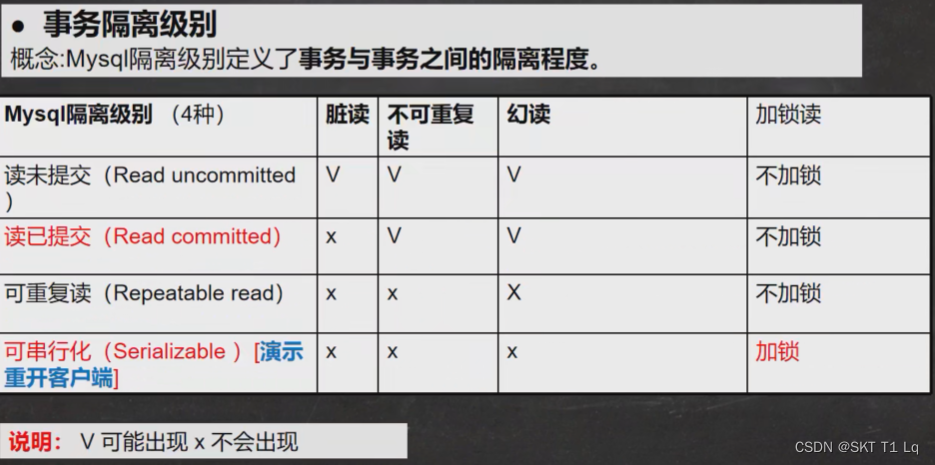 ● 事务隔离级别
概念:Mysql隔离级别定义了事务与事务之间的隔离程度。
Mysql隔离级别 （4种） 脏读 不可重复 幻读 加锁读
读
读未提交（Read uncommitted V V V 不加锁
）
读已提交（Read committed） x V V 不加锁
可重复读（Repeatable read） x x X 不加锁
可串行化（Serializable ）[演示 x x x 加锁
重开客户端]
说明： V 可能出现 x 不会出现
CSDN @SKT T1 Lq